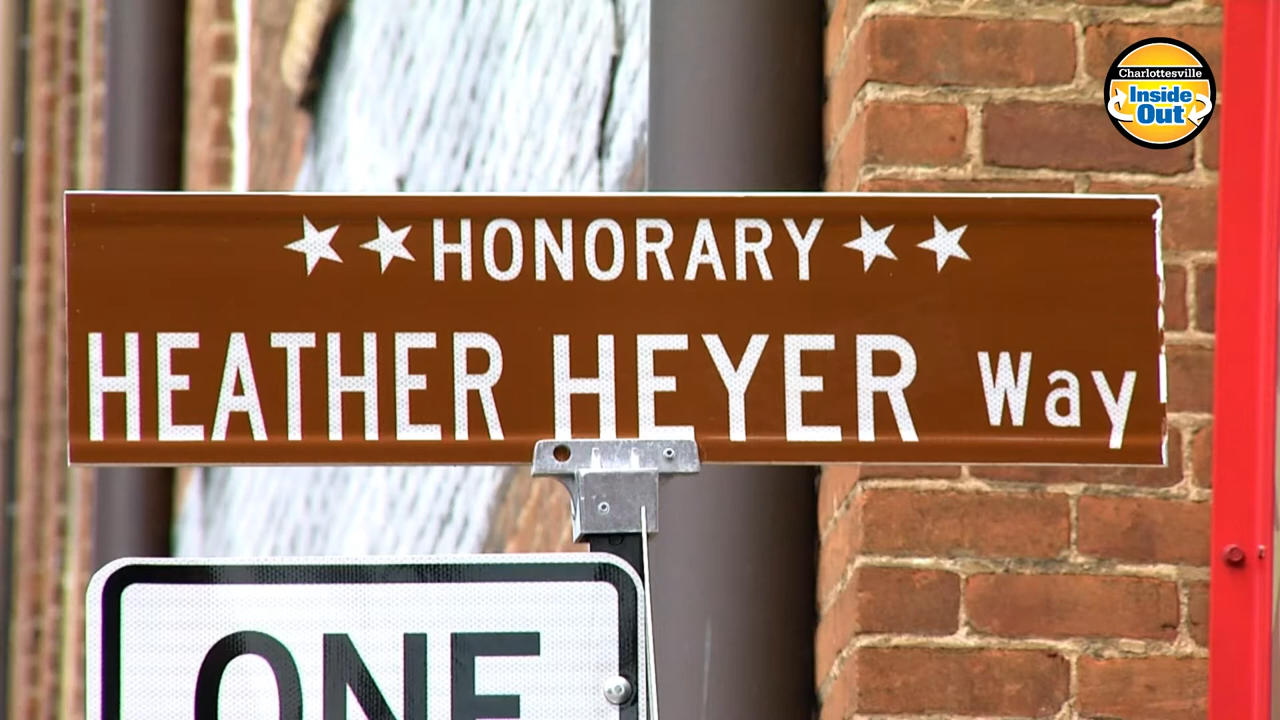 Charlottesville
Inside
Out
★★HONORARY★★
HEATHER HEYER Way
ONE